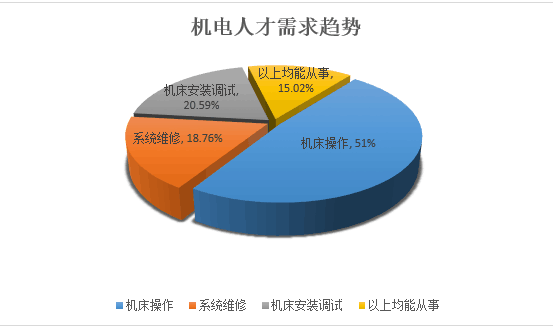 机电人才需求趋势
以上均能从事,
15.02%
机床安装调试,
20.59%
系统维修, 18.76%
机床操作, 51%
机床操作 系统维修 机床安装调试 以上均能从事